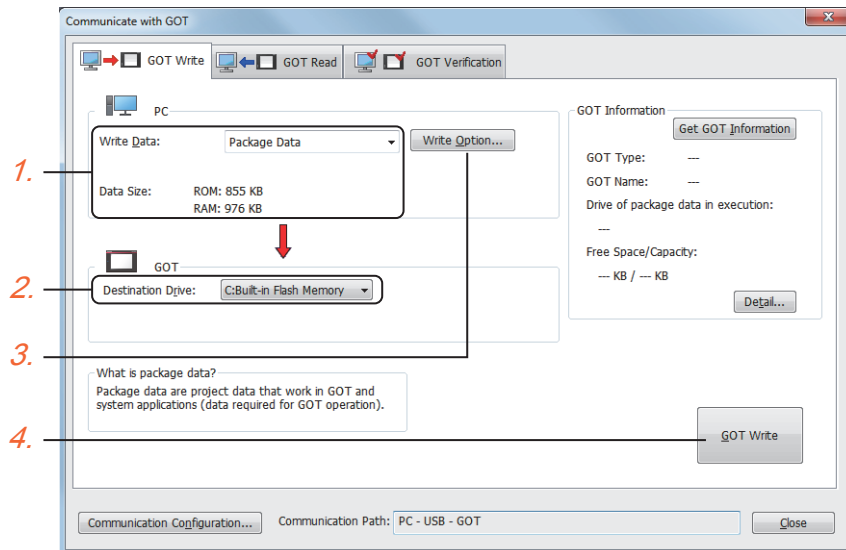 Communicate with GOT
GOT Write
GOT Read
GOT Verification
PC
Write Data:
Package Data
Write Option...
1.
Data Size:
ROM: 855 KB
RAM: 976 KB
GOT
2.
Destination Drive:
C:Built-in Flash Memory
3.
What is package data?
Package data are project data that work in GOT and
system applications (data required for GOT operation).
4.
GOT Information
Get GOT Information
GOT Type: ---
GOT Name: ---
Drive of package data in execution:
---
Free Space/Capacity:
--- KB / --- KB
Detail...
GOT Write
Communication Configuration...
Communication Path: PC - USB - GOT
Close